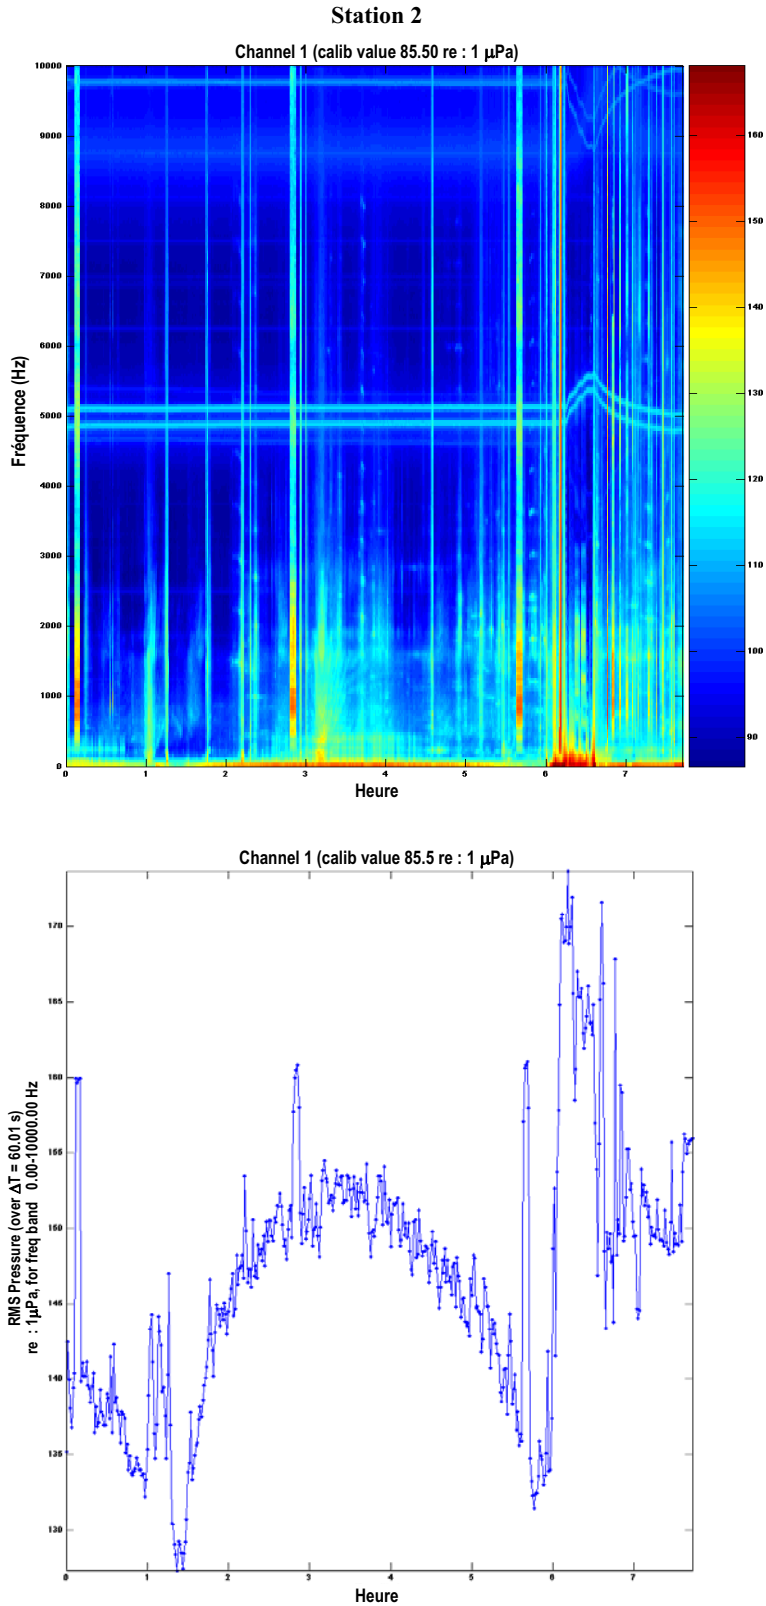 Station 2
Channel 1 (calib value 85.50 re : 1 µPa)
10000
9000
8000
7000
6000
5000
4000
3000
2000
1000
0
Fréquence (Hz)
0 1 2 3 4 5 6 7
Heure
160
150
140
130
120
110
100
90
Channel 1 (calib value 85.5 re : 1 µPa)
170
165
160
155
150
145
140
135
130
RMS Pressure (over ΔT = 60.01 s)
re : 1µPa, for freq band 0.00-10000.00 Hz
0 1 2 3 4 5 6 7
Heure